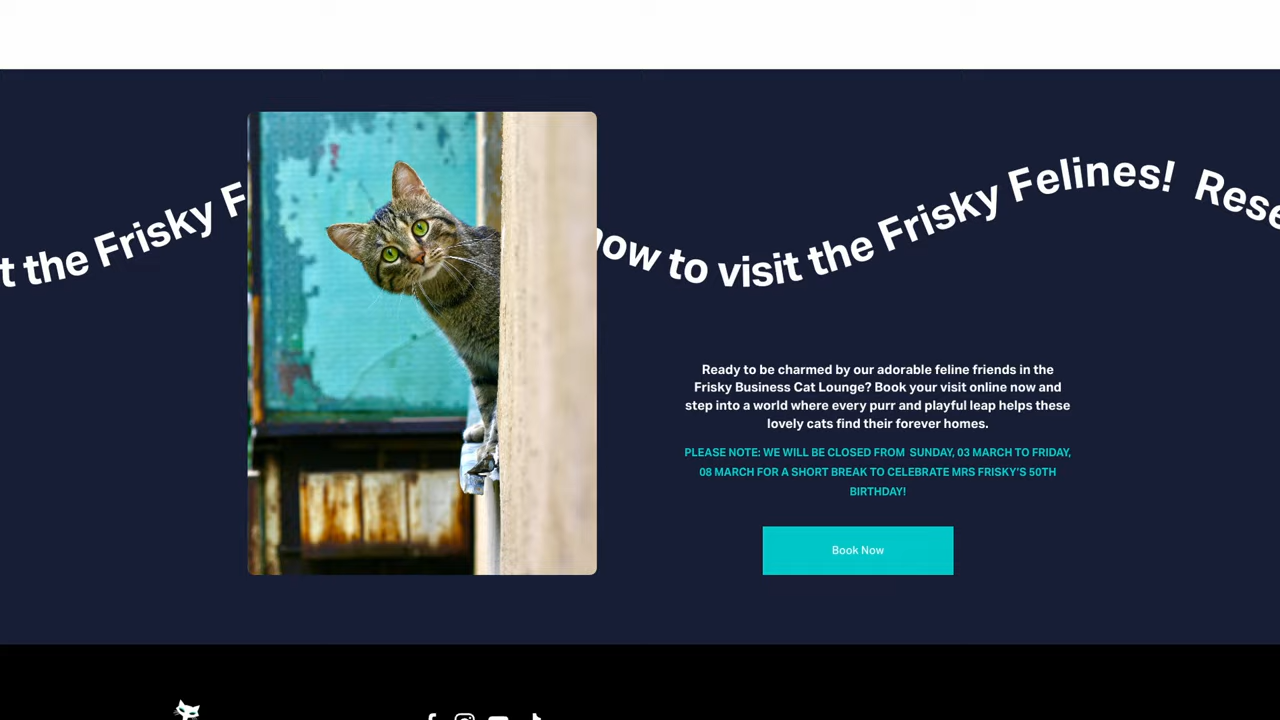 t the Frisky F
now to visit the Frisky Felines! Rese
Ready to be charmed by our adorable feline friends in the
Frisky Business Cat Lounge? Book your visit online now and
step into a world where every purr and playful leap helps these
lovely cats find their forever homes.
PLEASE NOTE: WE WILL BE CLOSED FROM SUNDAY, 03 MARCH TO FRIDAY,
08 MARCH FOR A SHORT BREAK TO CELEBRATE MRS FRISKY'S 50TH
BIRTHDAY!
Book Now